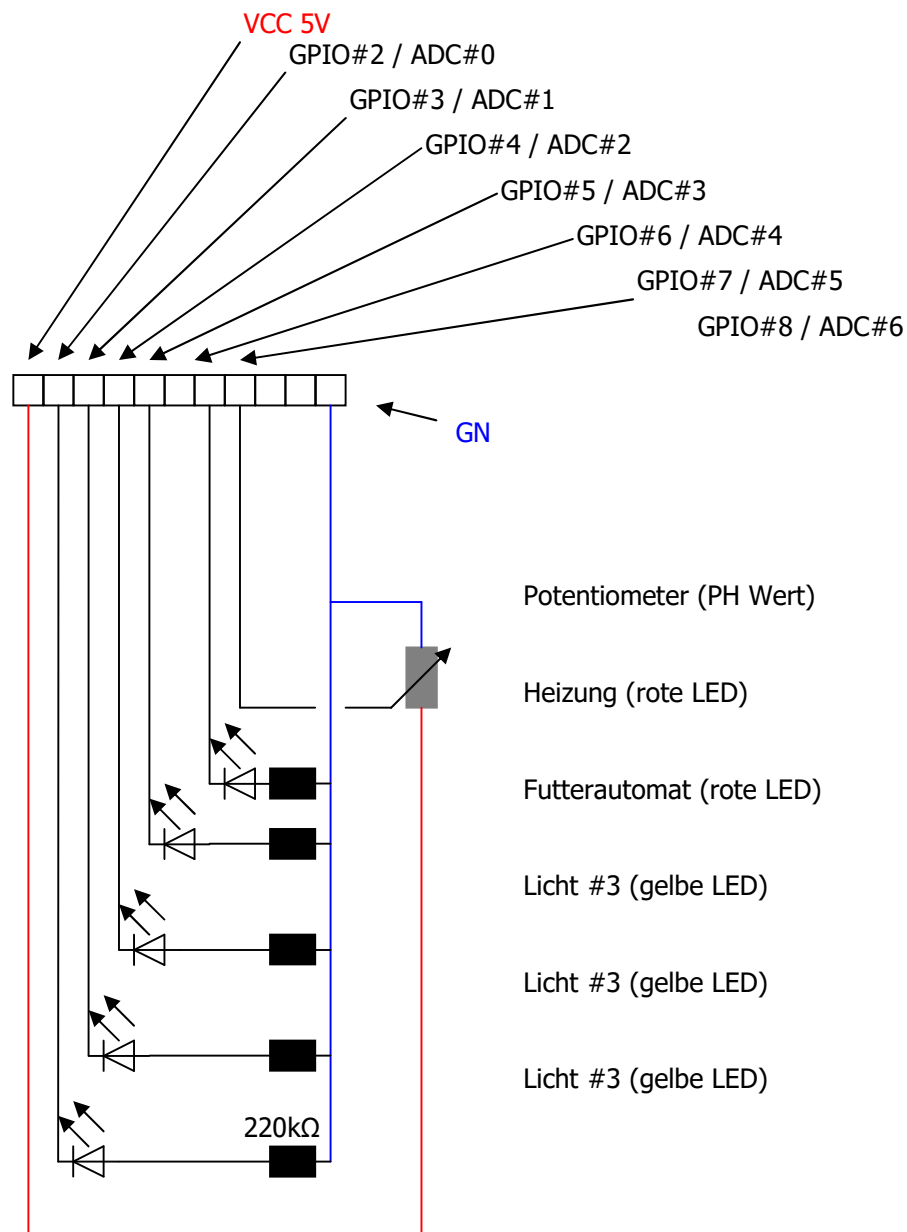 VCC 5V
GPIO#2 / ADC#0
GPIO#3 / ADC#1
GPIO#4 / ADC#2
GPIO#5 / ADC#3
GPIO#6 / ADC#4
GPIO#7 / ADC#5
GPIO#8 / ADC#6
GN
Potentiometer (PH Wert)
Heizung (rote LED)
Futterautomat (rote LED)
Licht #3 (gelbe LED)
Licht #3 (gelbe LED)
Licht #3 (gelbe LED)
220kΩ